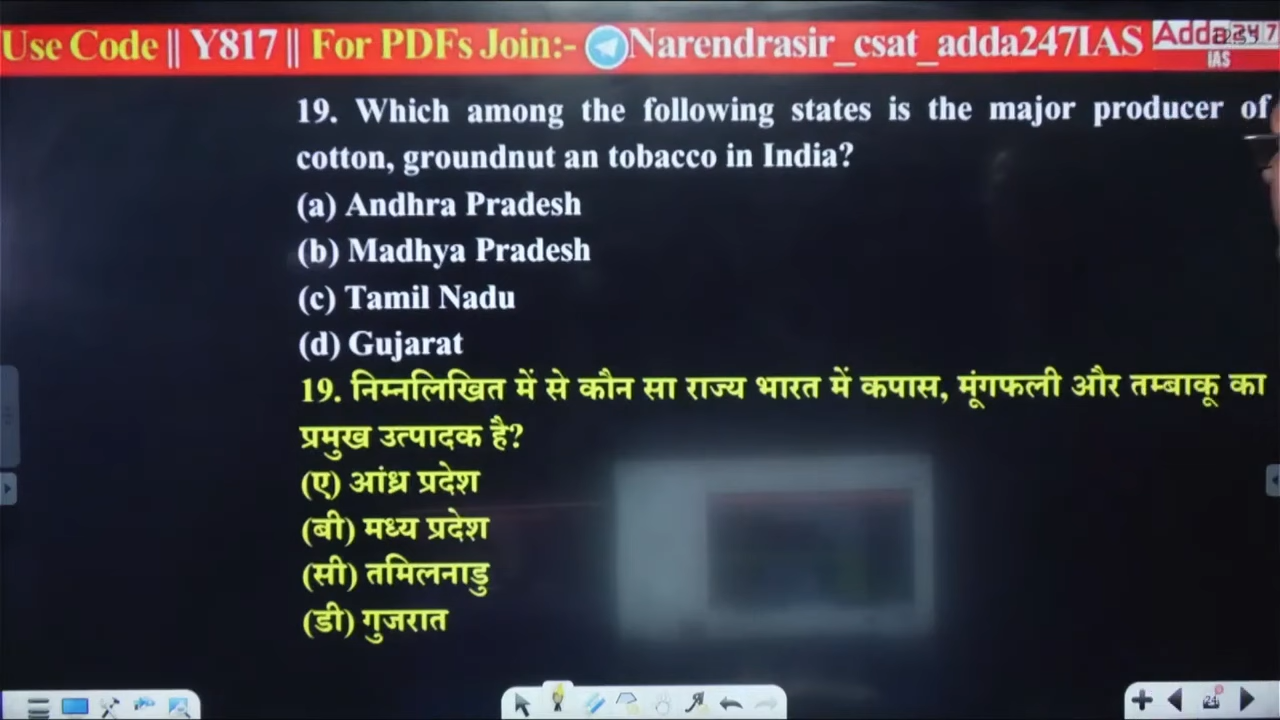 Use Code || Y817 || For PDFs Join:- Narendrasir_csat_adda247IAS Adda247
IAS
19. Which among the following states is the major producer of
cotton, groundnut an tobacco in India?
(a) Andhra Pradesh
(b) Madhya Pradesh
(c) Tamil Nadu
(d) Gujarat
19. निम्नलिखित में से कौन सा राज्य भारत में कपास, मूंगफली और तम्बाकू का
प्रमुख उत्पादक है?
(ए) आंध्र प्रदेश
(बी) मध्य प्रदेश
(सी) तमिलनाडु
(डी) गुजरात